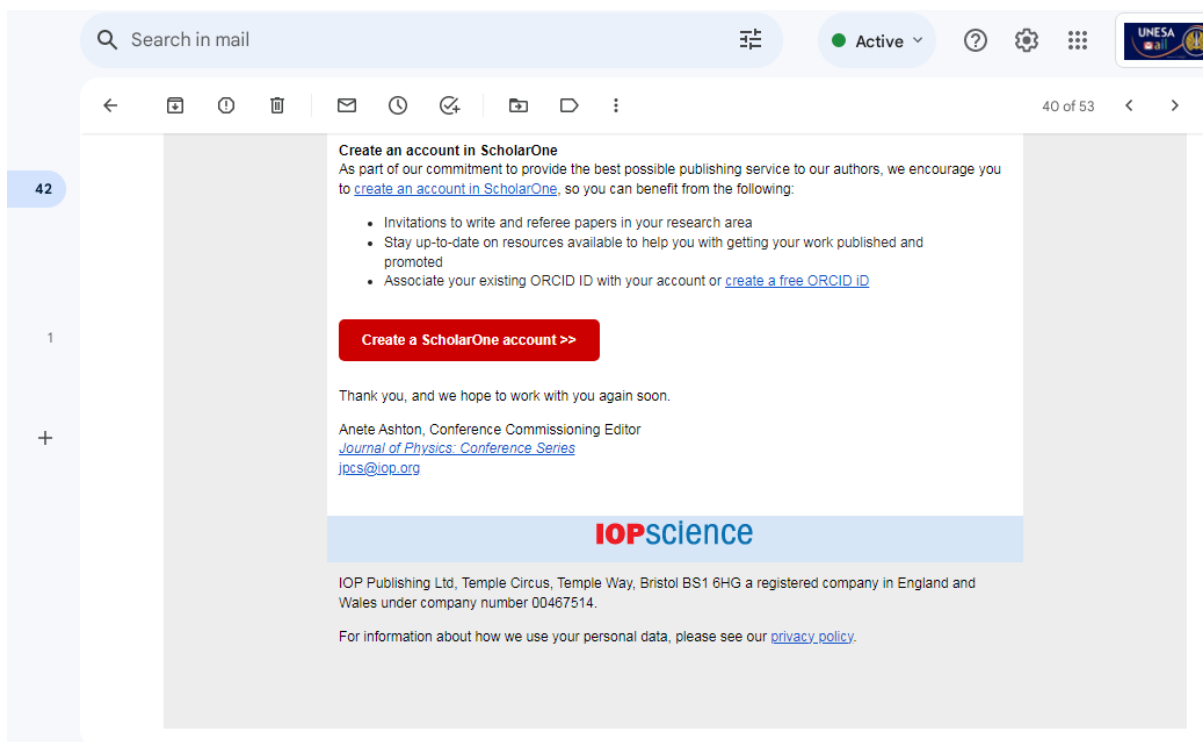 Search in mail
Active
UNESA
mail
40 of 53
42
1
Create an account in ScholarOne
As part of our commitment to provide the best possible publishing service to our authors, we encourage you
to create an account in ScholarOne, so you can benefit from the following:
• Invitations to write and referee papers in your research area
• Stay up-to-date on resources available to help you with getting your work published and
promoted
• Associate your existing ORCID ID with your account or create a free ORCID iD
Create a ScholarOne account >>
Thank you, and we hope to work with you again soon.
Anete Ashton, Conference Commissioning Editor
Journal of Physics: Conference Series
jpcs@iop.org
IOPscience
IOP Publishing Ltd, Temple Circus, Temple Way, Bristol BS1 6HG a registered company in England and
Wales under company number 00467514.
For information about how we use your personal data, please see our privacy policy.